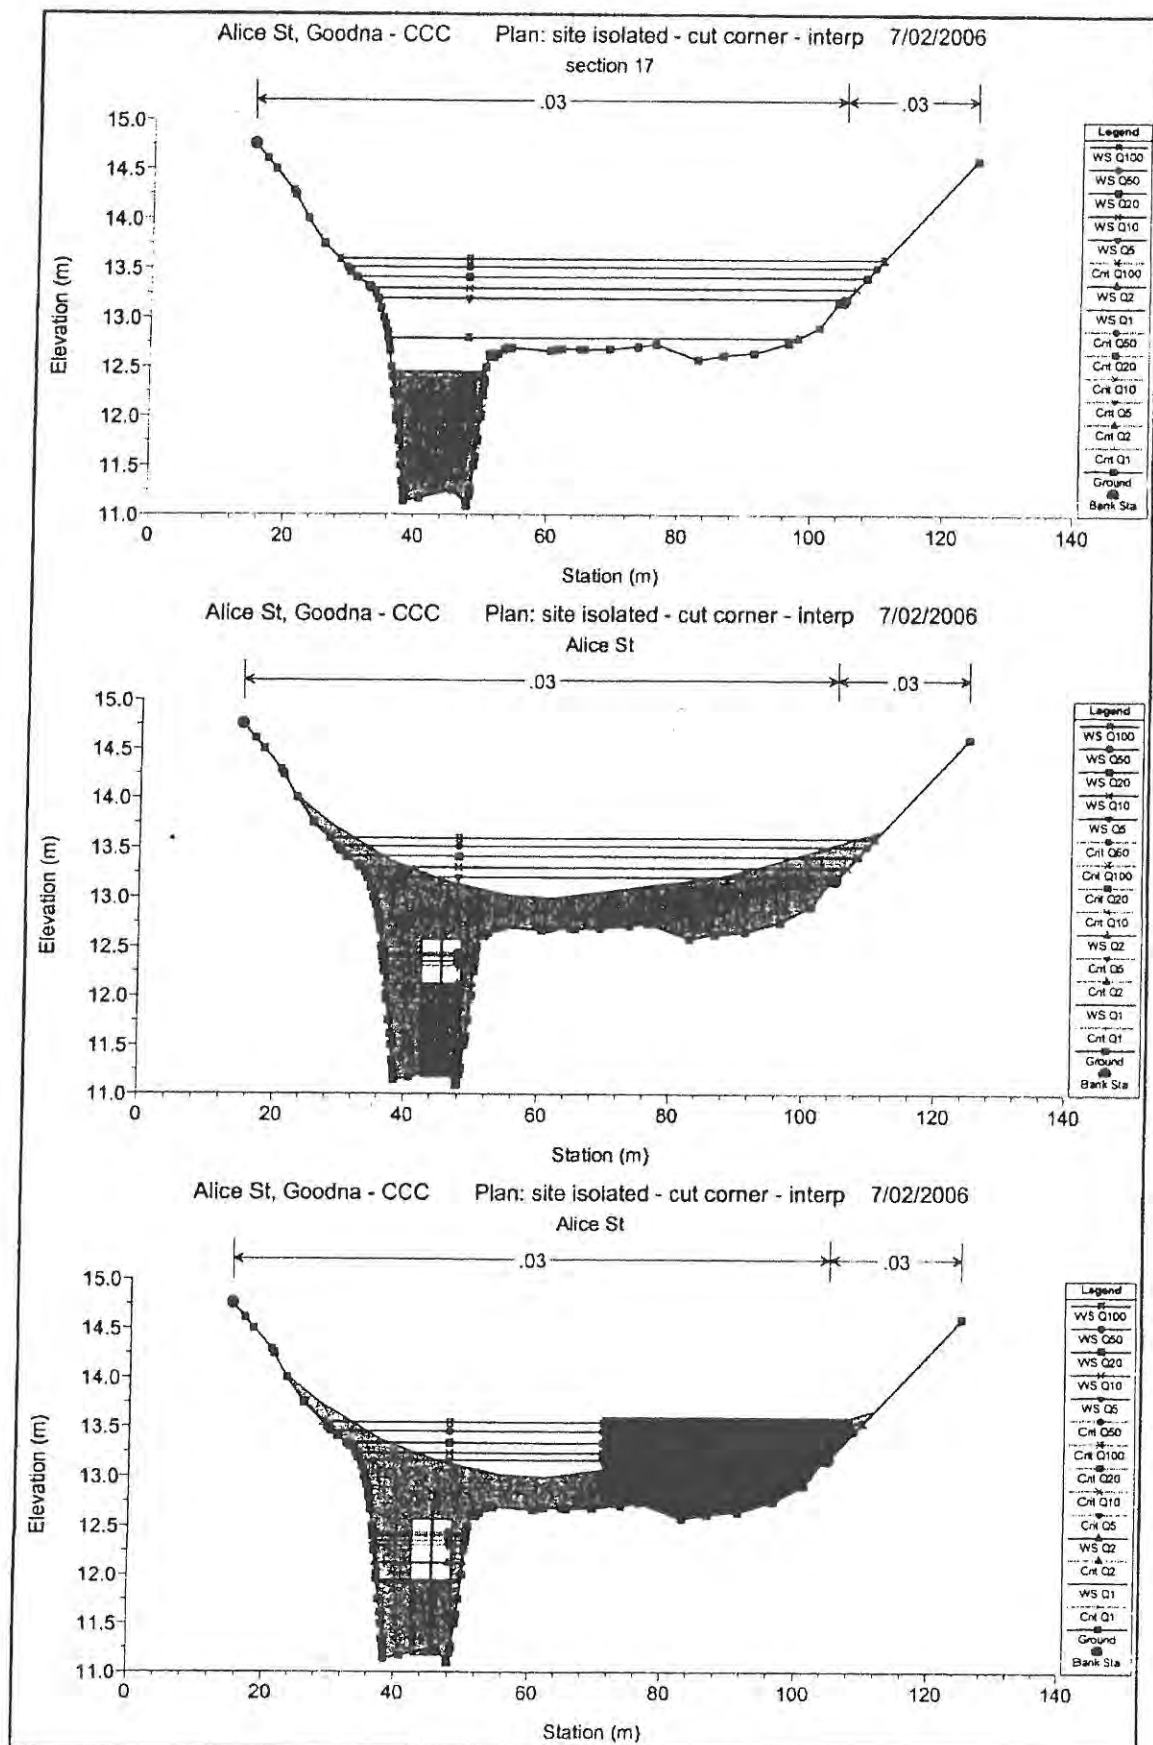 Alice St, Goodna - CCC Plan: site isolated - cut corner - interp 7/02/2006
section 17
.03 .03
Elevation (m)
15.0
14.5
14.0
13.5
13.0
12.5
12.0
11.5
11.0
0 20 40 60 80 100 120 140
Station (m)
Legend
WS Q100
WS Q50
WS Q20
WS Q10
WS Q5
Crit Q100
WS Q2
WS Q1
Crit Q50
Crit Q20
Crit Q10
Crit Q5
Crit Q2
Crit Q1
Ground
Bank Sta
Alice St, Goodna - CCC Plan: site isolated - cut corner - interp 7/02/2006
Alice St
.03 .03
Elevation (m)
15.0
14.5
14.0
13.5
13.0
12.5
12.0
11.5
11.0
0 20 40 60 80 100 120 140
Station (m)
Legend
WS Q100
WS Q50
WS Q20
WS Q10
WS Q5
Crit Q50
Crit Q100
Crit Q20
Crit Q10
WS Q2
Crit Q5
Crit Q2
WS Q1
Crit Q1
Ground
Bank Sta
Alice St, Goodna - CCC Plan: site isolated - cut corner - interp 7/02/2006
Alice St
.03 .03
Elevation (m)
15.0
14.5
14.0
13.5
13.0
12.5
12.0
11.5
11.0
0 20 40 60 80 100 120 140
Station (m)
Legend
WS Q100
WS Q50
WS Q20
WS Q10
WS Q5
Crit Q50
Crit Q100
Crit Q20
Crit Q10
Crit Q5
WS Q2
Crit Q2
WS Q1
Crit Q1
Ground
Bank Sta